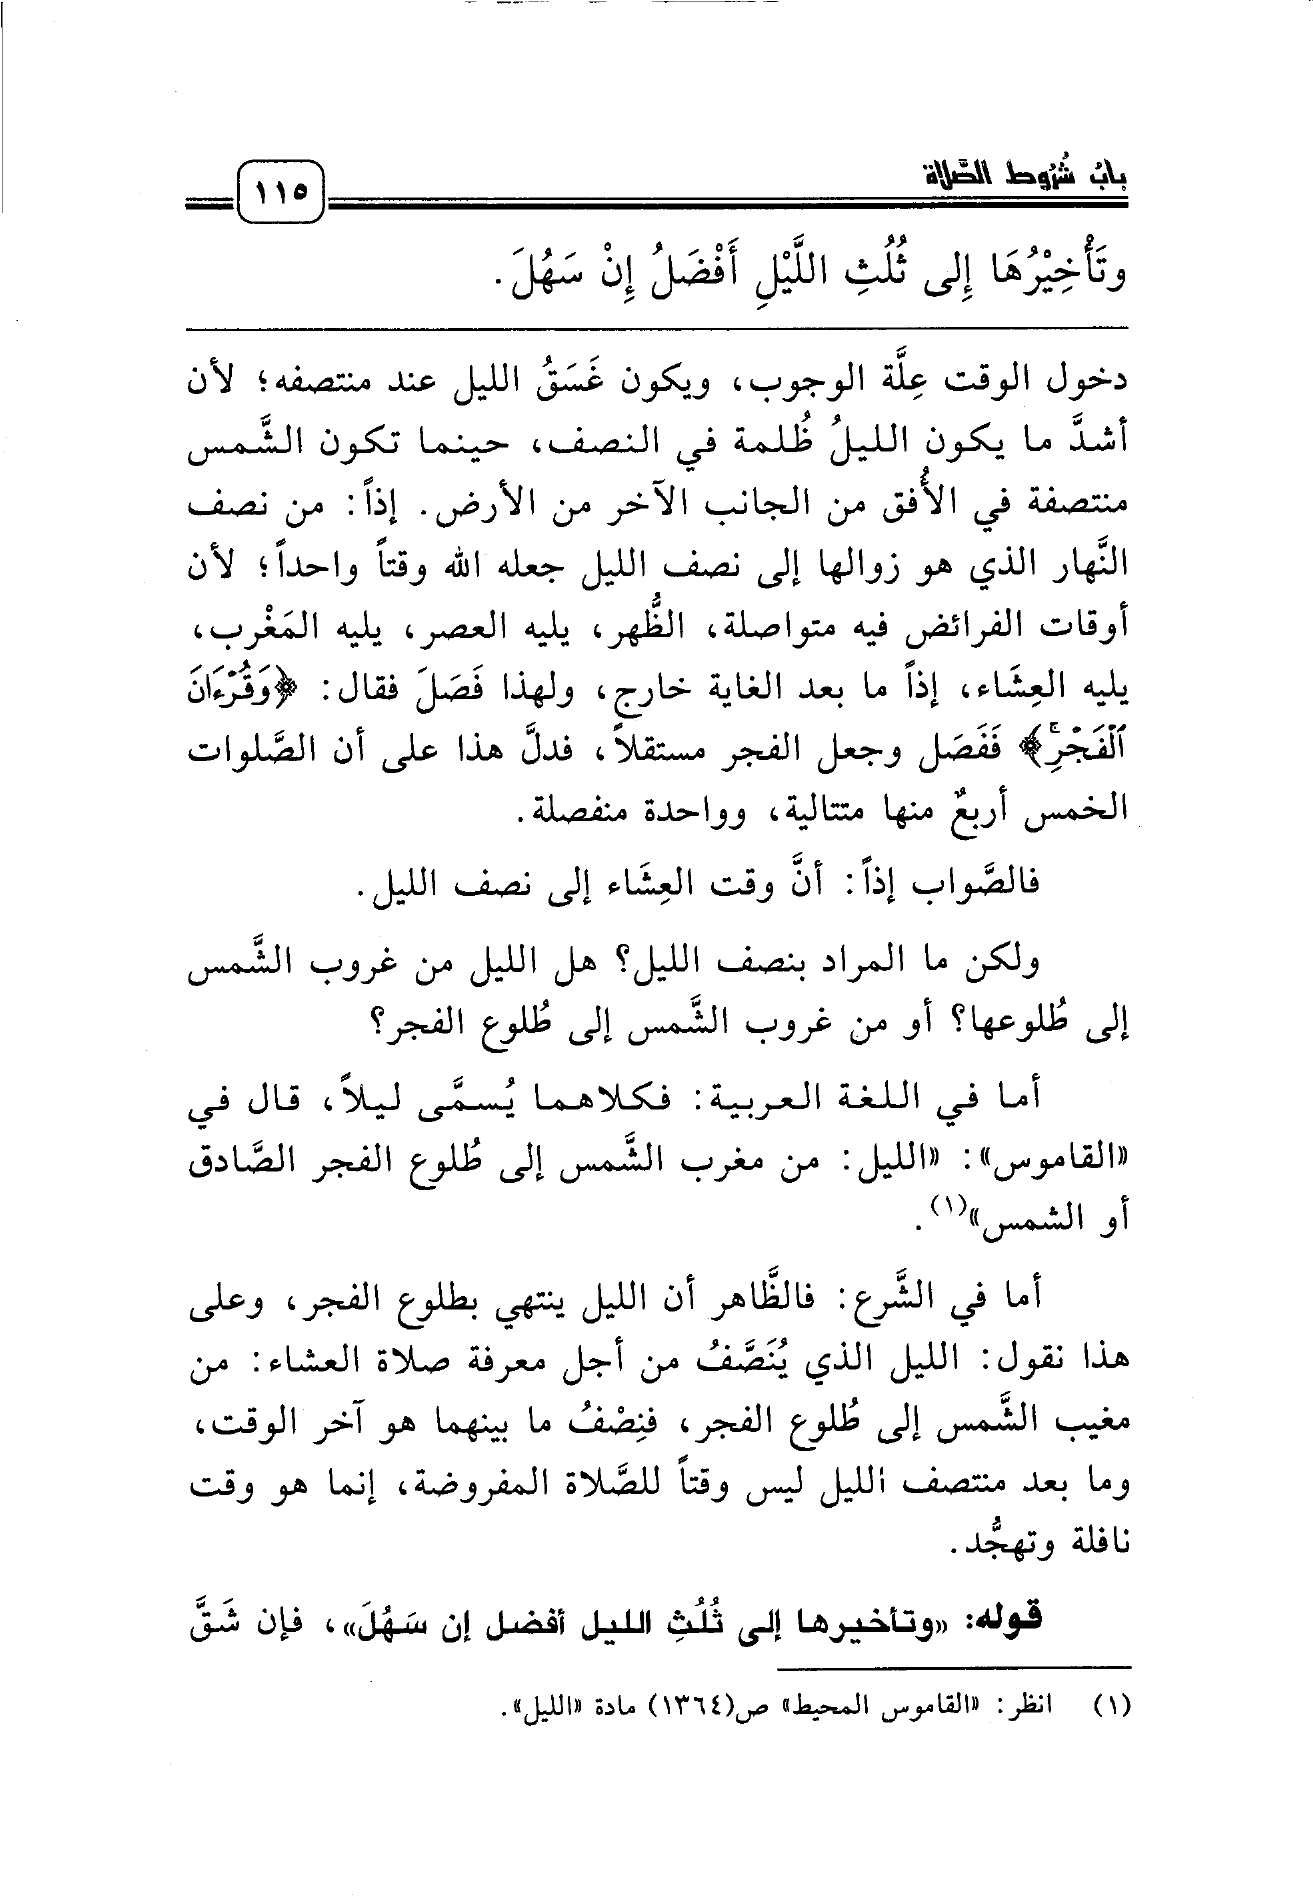 بابُ شُرُوط الصَّلاة
١١٥
وتَأْخِيْرُهَا إِلى ثُلُثِ اللَّيْلِ أَفْضَلُ إِنْ سَهُلَ.
دخول الوقت عِلَّة الوجوب، ويكون غَسَقُ الليل عند منتصفه؛ لأن
أشدَّ ما يكون الليلُ ظُلمة في النصف، حينما تكون الشَّمس
منتصفة في الأُفق من الجانب الآخر من الأرض. إذاً: من نصف
النَّهار الذي هو زوالها إلى نصف الليل جعله الله وقتاً واحداً؛ لأن
أوقات الفرائض فيه متواصلة، الظُّهر، يليه العصر، يليه المَغْرب،
يليه العِشَاء، إذاً ما بعد الغاية خارج، ولهذا فَصَلَ فقال: ﴿وَقُرْءَانَ
ٱلْفَجْرِۖ﴾ فَفَصَل وجعل الفجر مستقلاً، فدلَّ هذا على أن الصَّلوات
الخمس أربعٌ منها متتالية، وواحدة منفصلة.
فالصَّواب إذاً: أنَّ وقت العِشَاء إلى نصف الليل.
ولكن ما المراد بنصف الليل؟ هل الليل من غروب الشَّمس
إلى طُلوعها؟ أو من غروب الشَّمس إلى طُلوع الفجر؟
أما في اللغة العربية: فكلاهما يُسمَّى ليلاً، قال في
«القاموس»: «الليل: من مغرب الشَّمس إلى طُلوع الفجر الصَّادق
أو الشمس»(١).
أما في الشَّرع: فالظَّاهر أن الليل ينتهي بطلوع الفجر، وعلى
هذا نقول: الليل الذي يُنَصَّفُ من أجل معرفة صلاة العشاء: من
مغيب الشَّمس إلى طُلوع الفجر، فنِصْفُ ما بينهما هو آخر الوقت،
وما بعد منتصف الليل ليس وقتاً للصَّلاة المفروضة، إنما هو وقت
نافلة وتهجُّد.
قوله: «وتأخيرها إلى ثُلُثِ الليل أفضل إن سَهُلَ»، فإن شَقَّ
(١) انظر: «القاموس المحيط» ص(١٣٦٤) مادة «الليل».